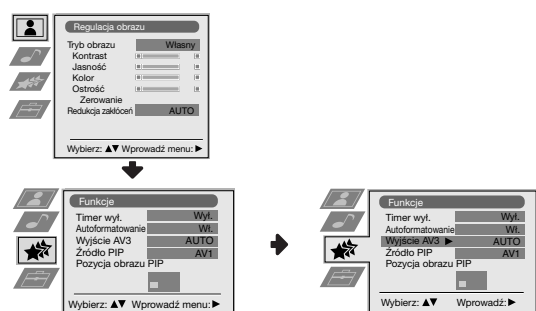 Regulacja obrazu
Tryb obrazu Własny
Kontrast
Jasność
Kolor
Ostrość
Zerowanie
Redukcja zakłóceń AUTO
Wybierz: ▲▼ Wprowadź menu: ▶
Funkcje
Timer wył. Wył.
Autoformatowanie Wł.
Wyjście AV3 AUTO
Źródło PIP AV1
Pozycja obrazu PIP
Wybierz: ▲▼ Wprowadź menu: ▶
Funkcje
Timer wył. Wył.
Autoformatowanie Wł.
Wyjście AV3 ▶ AUTO
Źródło PIP AV1
Pozycja obrazu PIP
Wybierz: ▲▼ Wprowadź: ▶